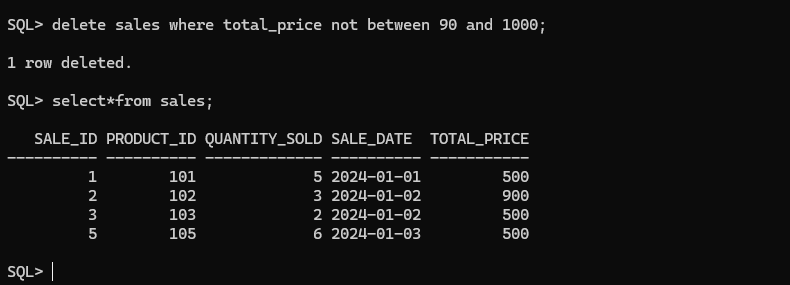 SQL> delete sales where total_price not between 90 and 1000;
1 row deleted.
SQL> select*from sales;
SALE_ID PRODUCT_ID QUANTITY_SOLD SALE_DATE TOTAL_PRICE
---------- ---------- ------------- ---------- -----------
1 101 5 2024-01-01 500
2 102 3 2024-01-02 900
3 103 2 2024-01-02 500
5 105 6 2024-01-03 500
SQL>